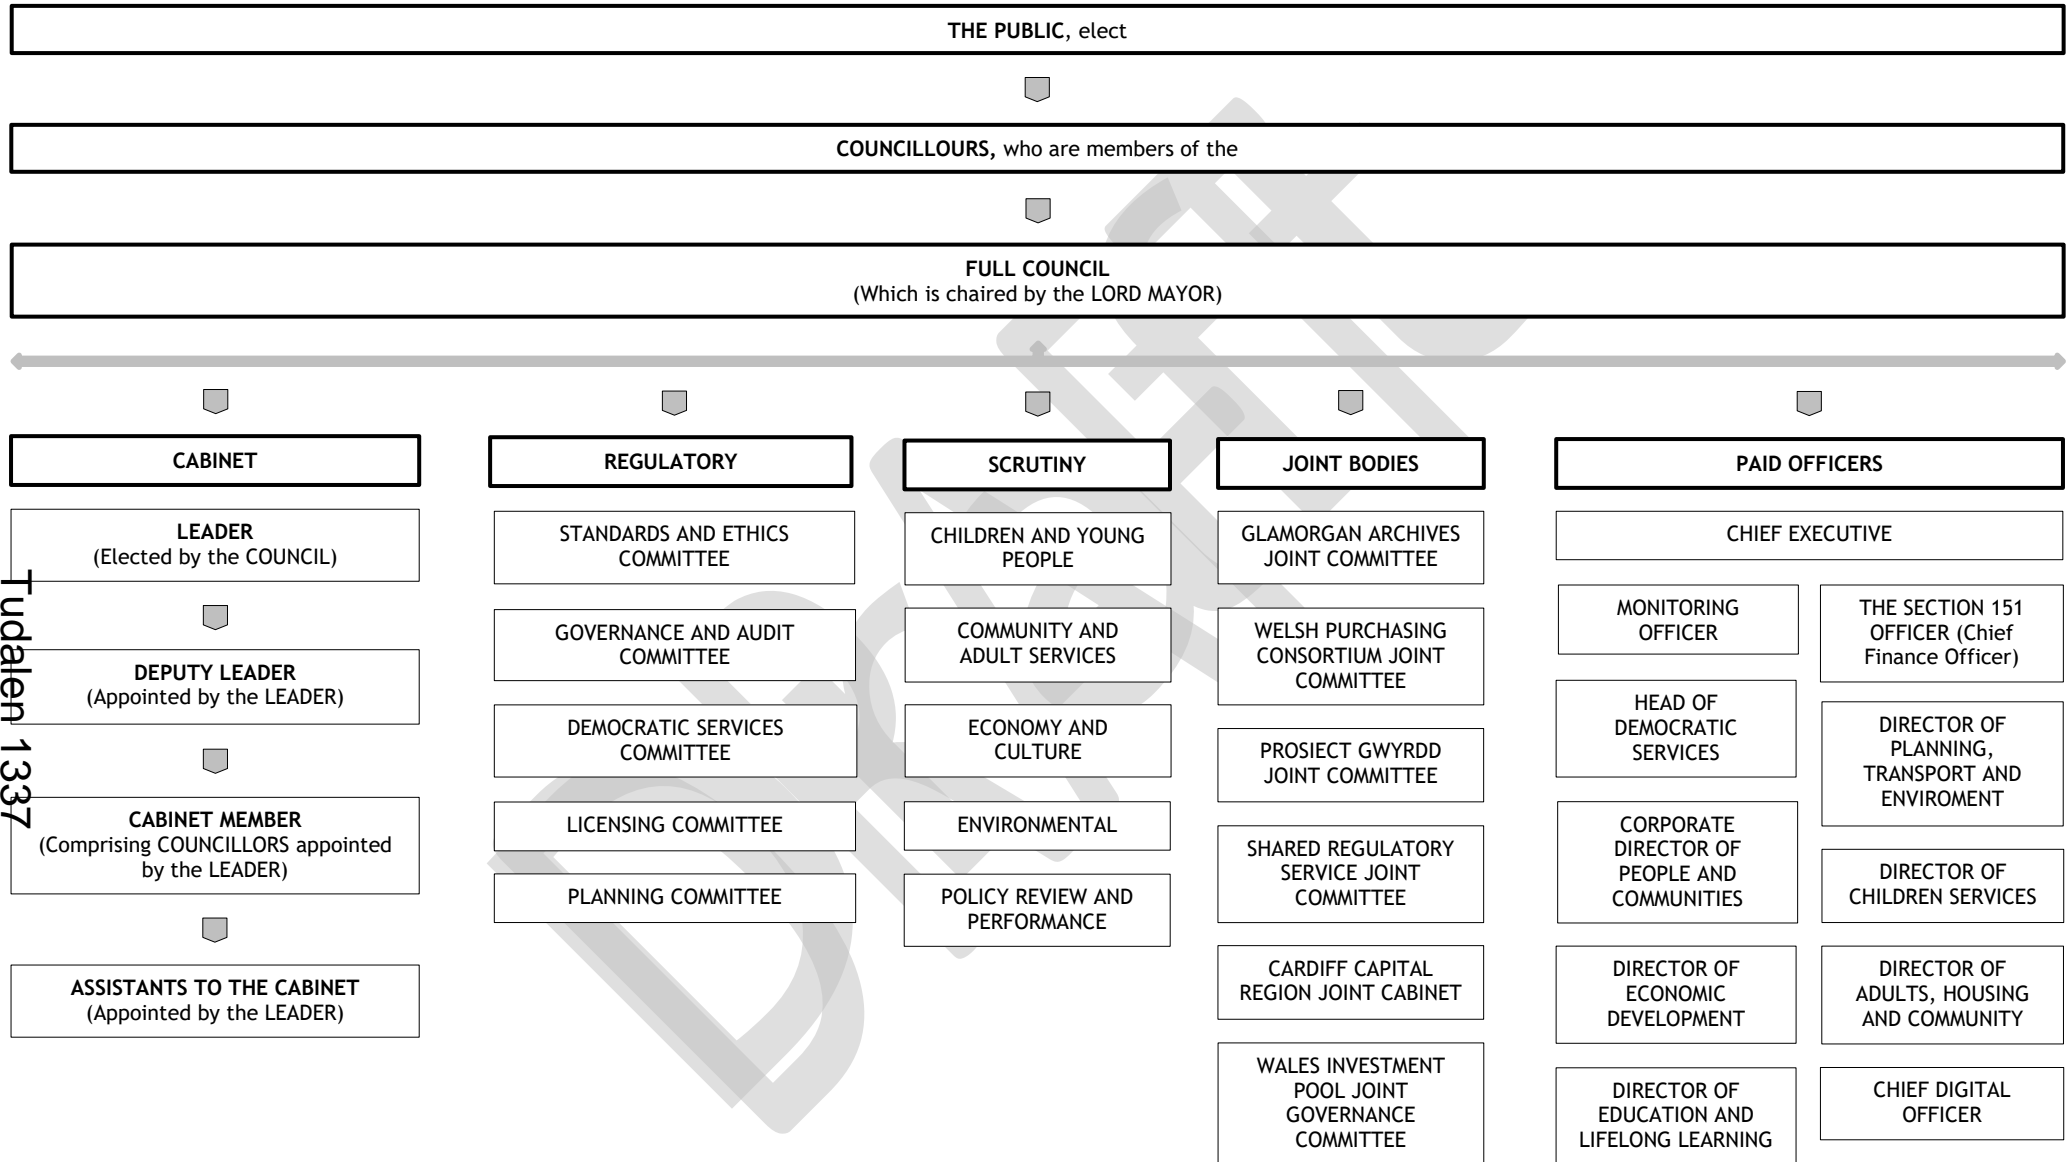 THE PUBLIC, elect
COUNCILLOURS, who are members of the
FULL COUNCIL
(Which is chaired by the LORD MAYOR)
CABINET
LEADER
(Elected by the COUNCIL)
DEPUTY LEADER
(Appointed by the LEADER)
CABINET MEMBER
(Comprising COUNCILLORS appointed
by the LEADER)
ASSISTANTS TO THE CABINET
(Appointed by the LEADER)
REGULATORY
STANDARDS AND ETHICS
COMMITTEE
GOVERNANCE AND AUDIT
COMMITTEE
DEMOCRATIC SERVICES
COMMITTEE
LICENSING COMMITTEE
PLANNING COMMITTEE
SCRUTINY
CHILDREN AND YOUNG
PEOPLE
COMMUNITY AND
ADULT SERVICES
ECONOMY AND
CULTURE
ENVIRONMENTAL
POLICY REVIEW AND
PERFORMANCE
JOINT BODIES
GLAMORGAN ARCHIVES
JOINT COMMITTEE
WELSH PURCHASING
CONSORTIUM JOINT
COMMITTEE
PROSIECT GWYRDD
JOINT COMMITTEE
SHARED REGULATORY
SERVICE JOINT
COMMITTEE
CARDIFF CAPITAL
REGION JOINT CABINET
WALES INVESTMENT
POOL JOINT
GOVERNANCE
COMMITTEE
PAID OFFICERS
CHIEF EXECUTIVE
MONITORING
OFFICER
THE SECTION 151
OFFICER (Chief
Finance Officer)
HEAD OF
DEMOCRATIC
SERVICES
DIRECTOR OF
PLANNING,
TRANSPORT AND
ENVIROMENT
CORPORATE
DIRECTOR OF
PEOPLE AND
COMMUNITIES
DIRECTOR OF
CHILDREN SERVICES
DIRECTOR OF
ECONOMIC
DEVELOPMENT
DIRECTOR OF
ADULTS, HOUSING
AND COMMUNITY
DIRECTOR OF
EDUCATION AND
LIFELONG LEARNING
CHIEF DIGITAL
OFFICER
Tudalen 1337